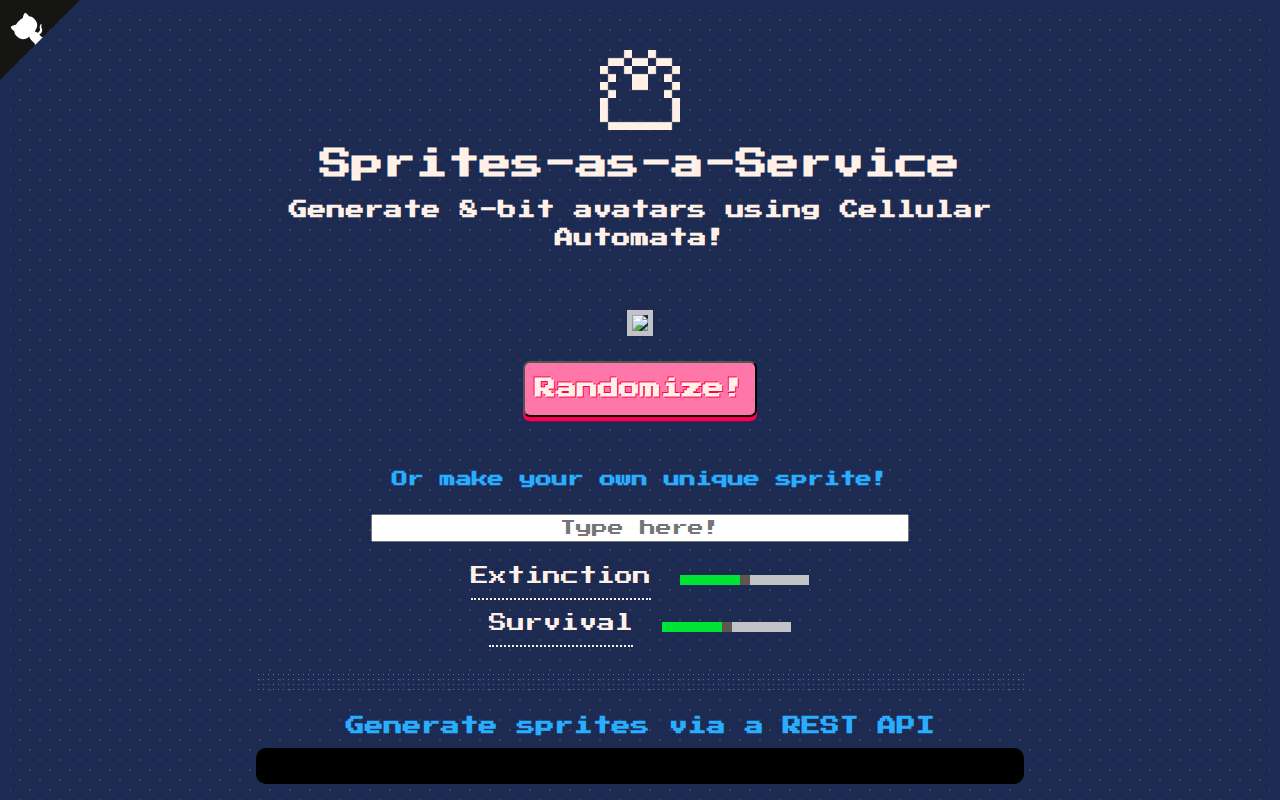 Sprites-as-a-Service
Generate 8-bit avatars using Cellular
Automata!
Randomize!
Or make your own unique sprite!
Type here!
Extinction
Survival
Generate sprites via a REST API